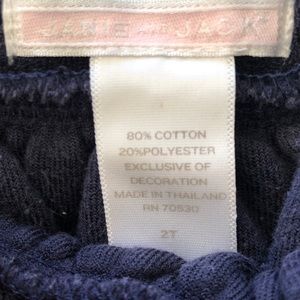 JANIE AND JACK
80% COTTON
20%POLYESTER
EXCLUSIVE OF
DECORATION
MADE IN THAILAND
RN 70530
2T